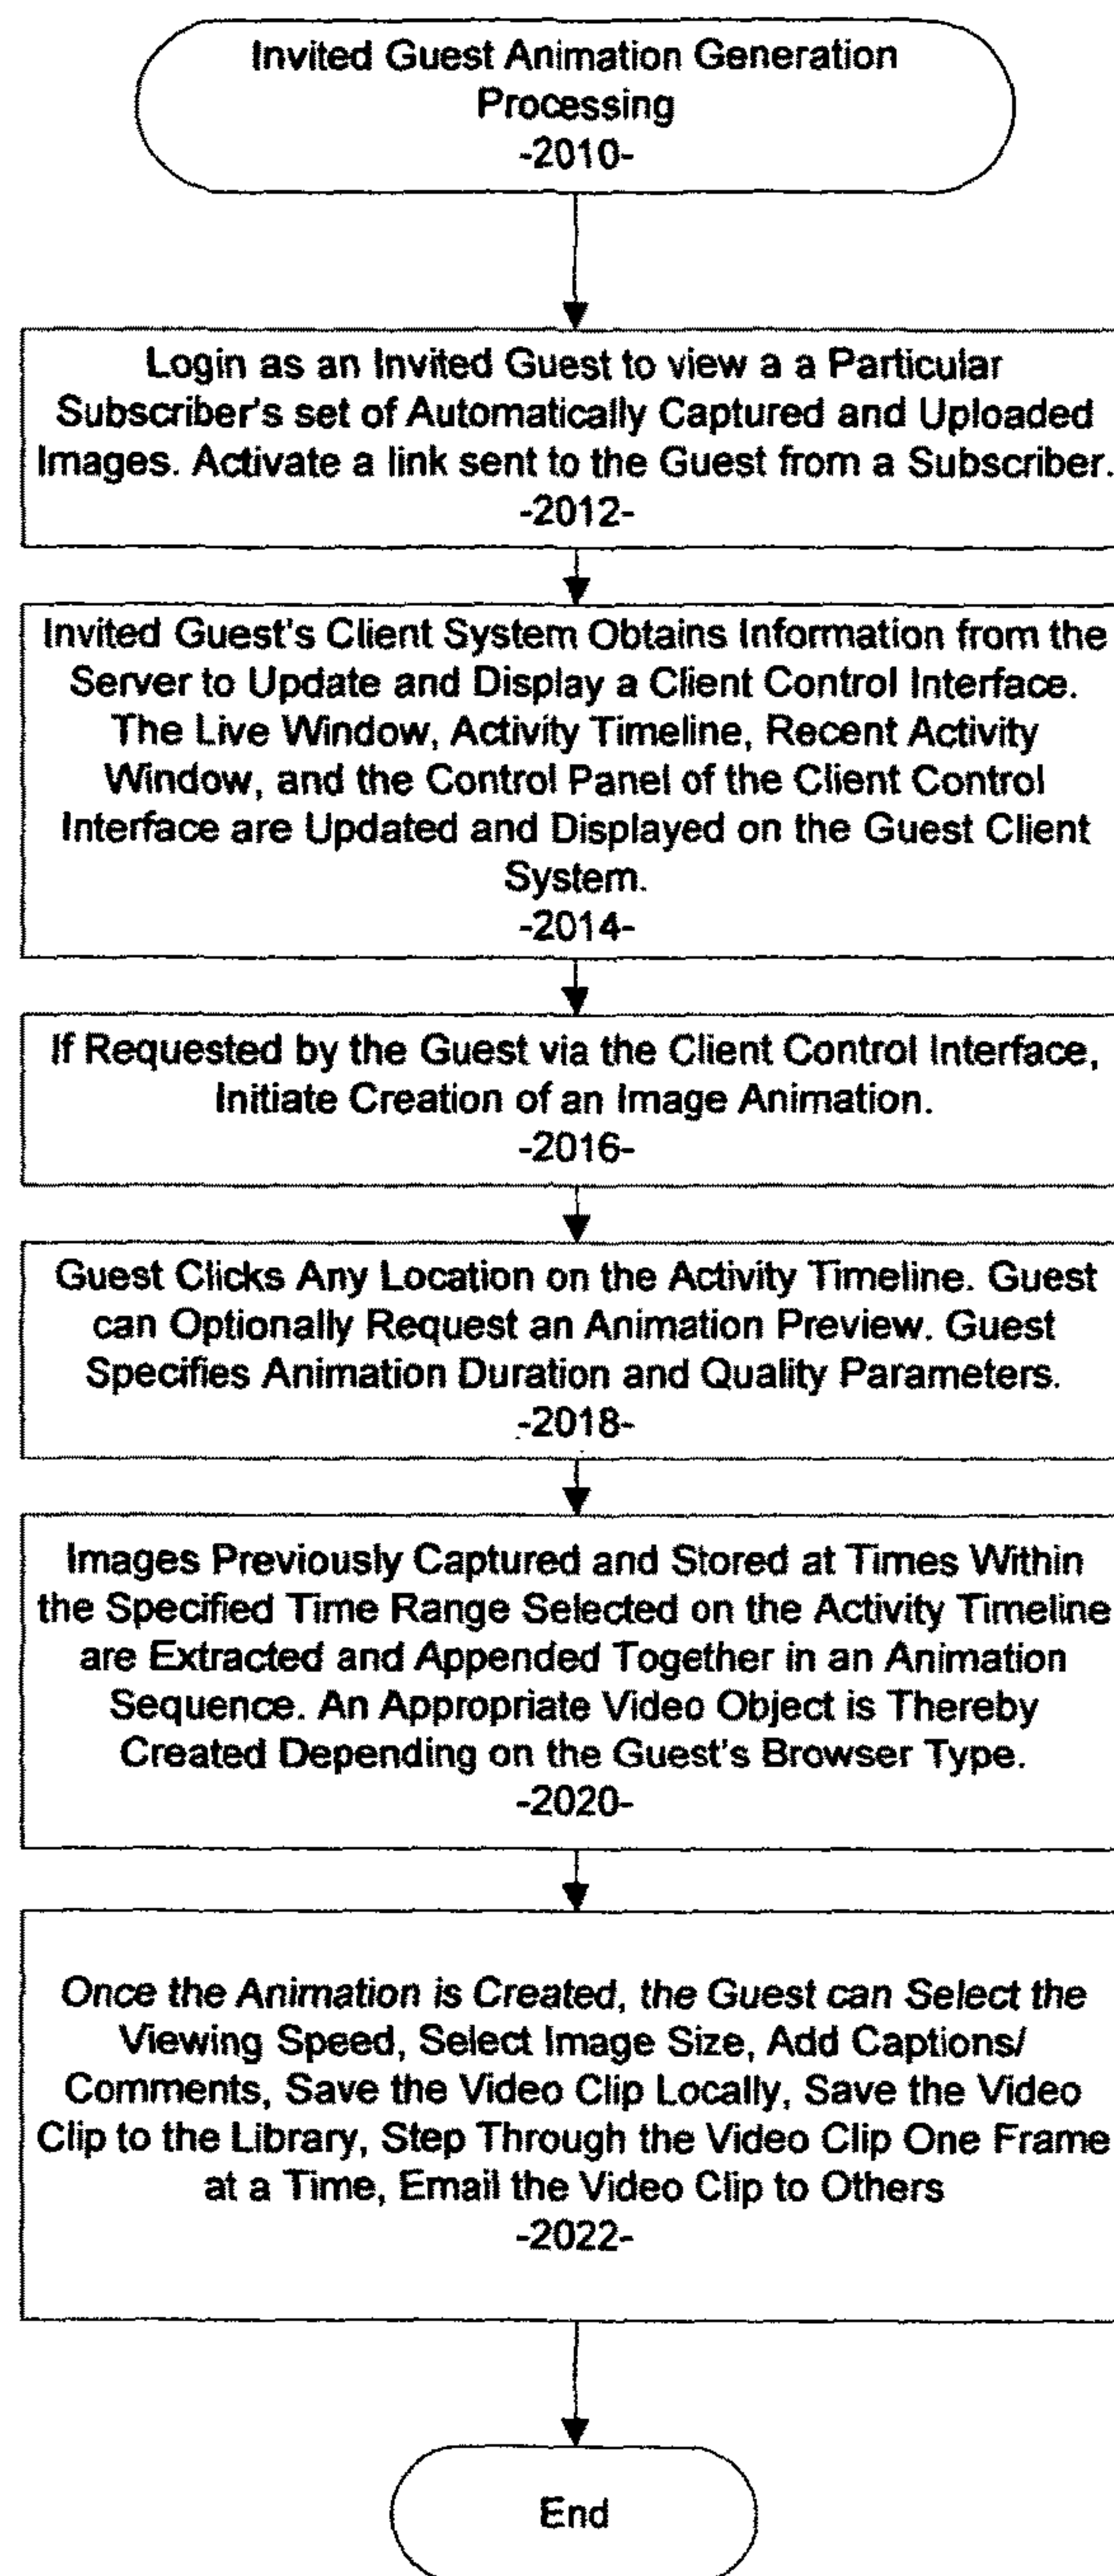 Invited Guest Animation Generation
Processing
-2010-
Login as an Invited Guest to view a a Particular
Subscriber's set of Automatically Captured and Uploaded
Images. Activate a link sent to the Guest from a Subscriber.
-2012-
Invited Guest's Client System Obtains Information from the
Server to Update and Display a Client Control Interface.
The Live Window, Activity Timeline, Recent Activity
Window, and the Control Panel of the Client Control
Interface are Updated and Displayed on the Guest Client
System.
-2014-
If Requested by the Guest via the Client Control Interface,
Initiate Creation of an Image Animation.
-2016-
Guest Clicks Any Location on the Activity Timeline. Guest
can Optionally Request an Animation Preview. Guest
Specifies Animation Duration and Quality Parameters.
-2018-
Images Previously Captured and Stored at Times Within
the Specified Time Range Selected on the Activity Timeline
are Extracted and Appended Together in an Animation
Sequence. An Appropriate Video Object is Thereby
Created Depending on the Guest's Browser Type.
-2020-
Once the Animation is Created, the Guest can Select the
Viewing Speed, Select Image Size, Add Captions/
Comments, Save the Video Clip Locally, Save the Video
Clip to the Library, Step Through the Video Clip One Frame
at a Time, Email the Video Clip to Others
-2022-
End